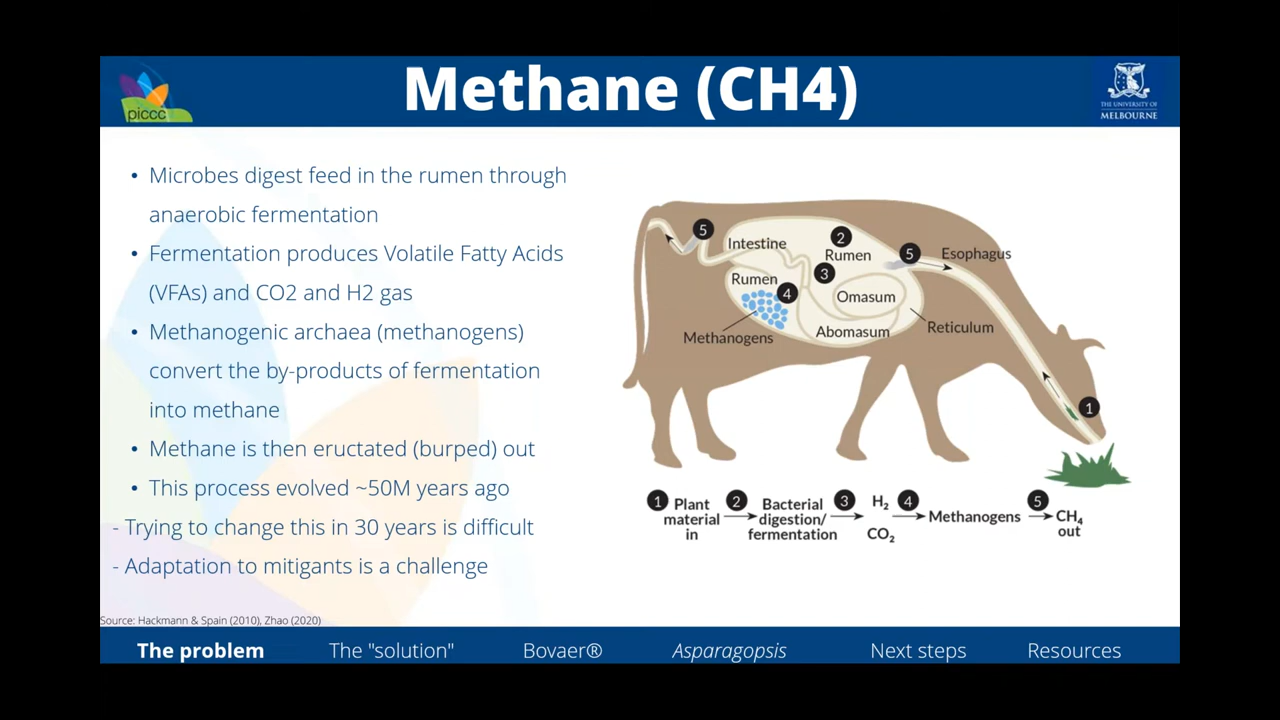 piccc
Methane (CH4)
THE UNIVERSITY OF
MELBOURNE
• Microbes digest feed in the rumen through
anaerobic fermentation
• Fermentation produces Volatile Fatty Acids
(VFAs) and CO2 and H2 gas
• Methanogenic archaea (methanogens)
convert the by-products of fermentation
into methane
• Methane is then eructated (burped) out
• This process evolved ~50M years ago
- Trying to change this in 30 years is difficult
- Adaptation to mitigants is a challenge
5
Intestine
2
Rumen
3
5
Esophagus
Rumen
4
Omasum
Methanogens
Abomasum
Reticulum
1
1 Plant
material
in
2
Bacterial
digestion/
fermentation
3
H₂
CO₂
4
Methanogens
5
CH₄
out
Source: Hackmann & Spain (2010), Zhao (2020)
The problem
The "solution"
Bovaer®
Asparagopsis
Next steps
Resources